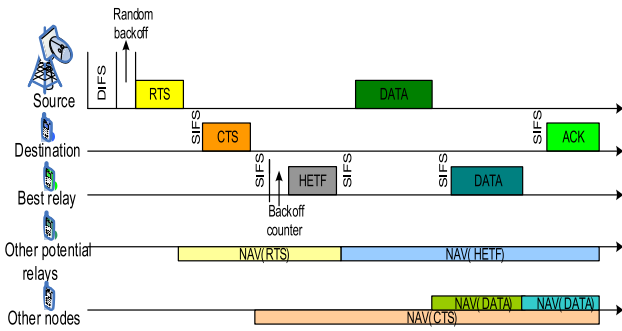 Random
backoff
DIFS
RTS
DATA
Source
SIFS
CTS
SIFS
ACK
Destination
SIFS
HETF
SIFS
SIFS
DATA
Best relay
Backoff
counter
Other potential
relays
NAV(RTS)
NAV(HETF)
NAV(DATA)
NAV(DATA)
Other nodes
NAV(CTS)